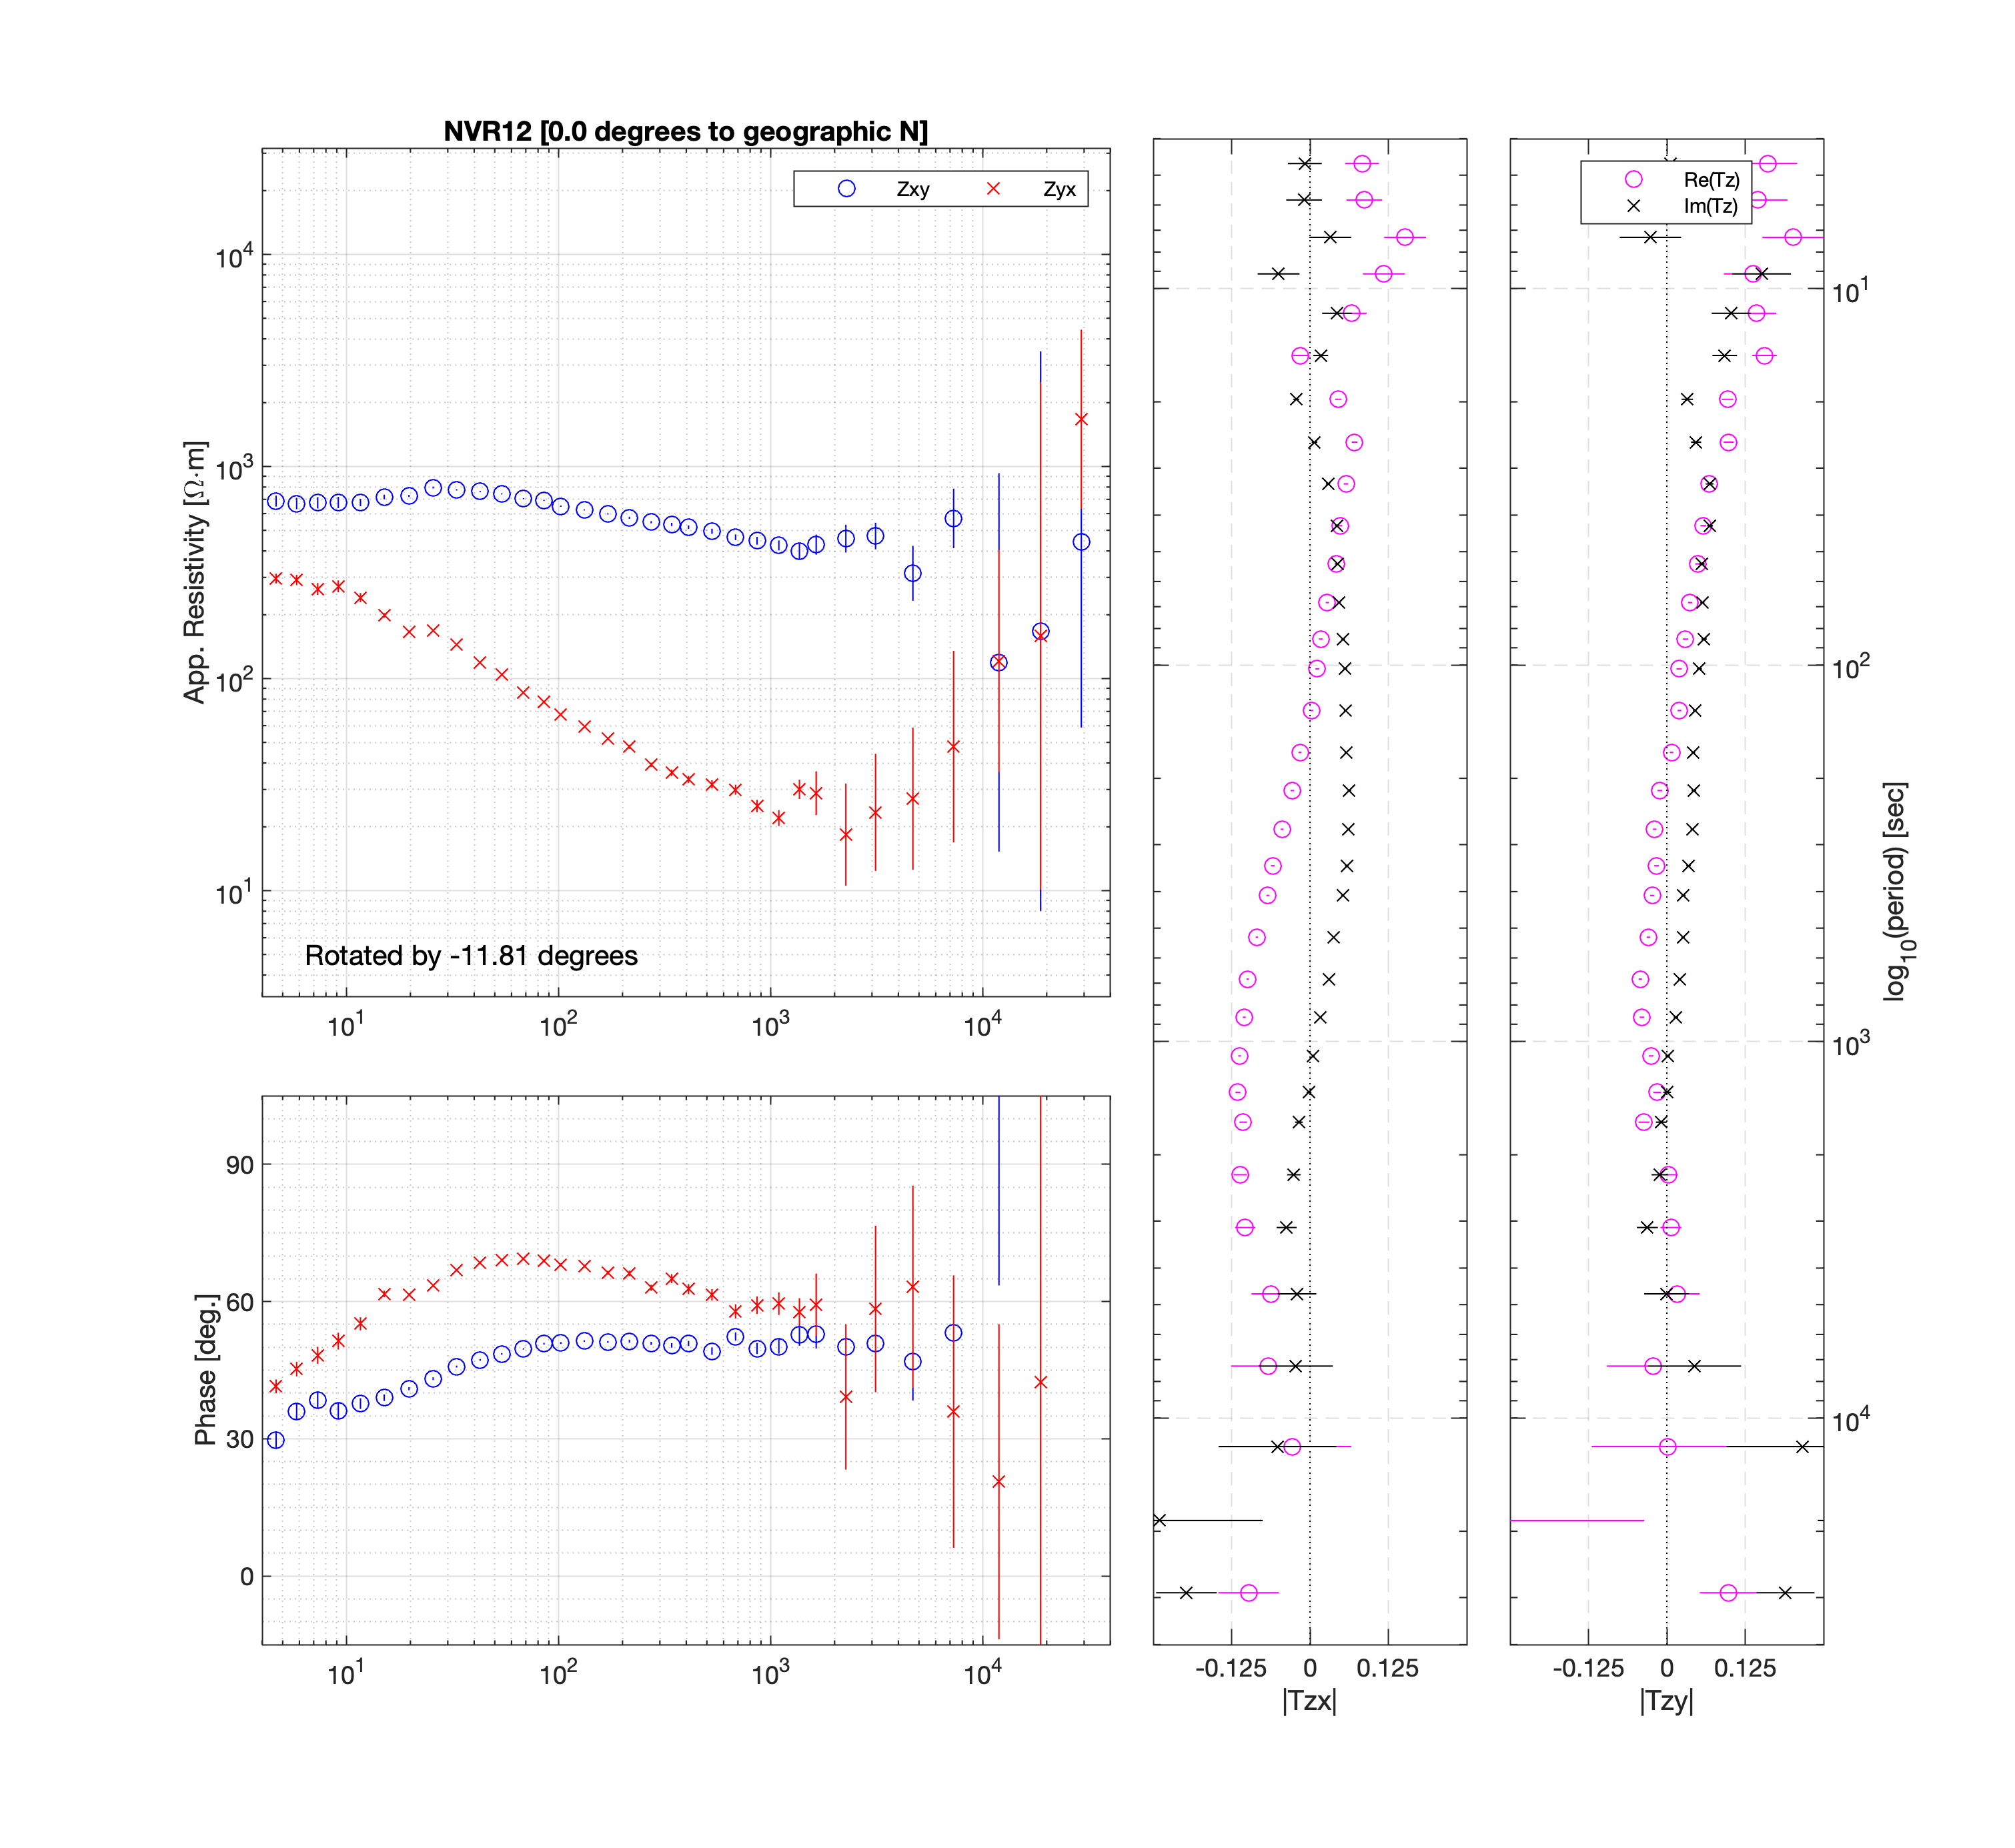 NVR12 [0.0 degrees to geographic N]
Zxy Zyx
App. Resistivity [Ω·m]
10^4
10^3
10^2
10^1
Rotated by -11.81 degrees
10^1 10^2 10^3 10^4
Phase [deg.]
90
60
30
0
10^1 10^2 10^3 10^4
-0.125 0 0.125
|Tzx|
Re(Tz)
Im(Tz)
-0.125 0 0.125
|Tzy|
10^1
10^2
10^3
10^4
log_10(period) [sec]